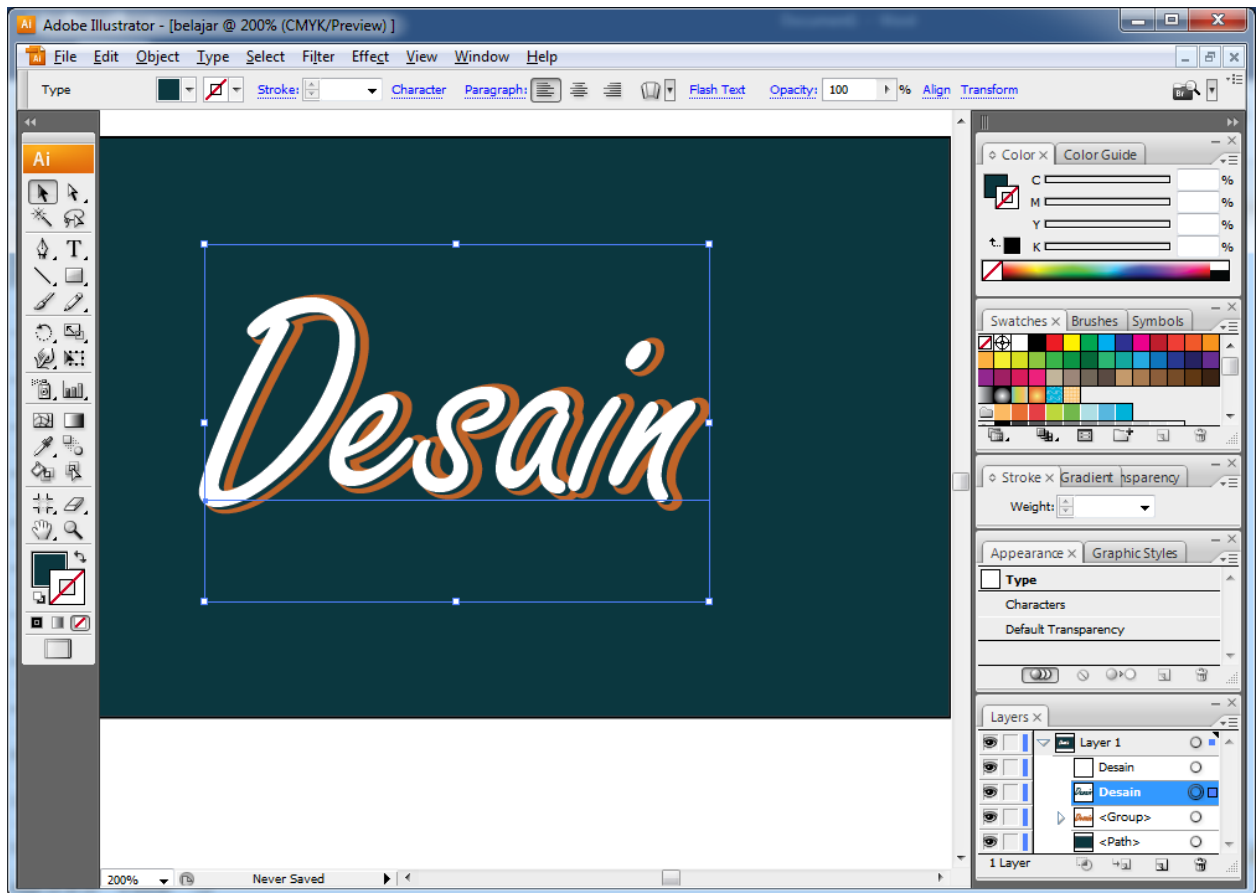 Adobe Illustrator - [belajar @ 200% (CMYK/Preview) ]
File Edit Object Type Select Filter Effect View Window Help
Type Stroke: Character Paragraph: Flash Text Opacity: 100 % Align Transform
Ai
Color Color Guide
C %
M %
Y %
K %
Swatches Brushes Symbols
Stroke Gradient nsparency
Weight:
Appearance Graphic Styles
Type
Characters
Default Transparency
Layers
Layer 1
Desain
Desain
<Group>
<Path>
1 Layer
Desain
200% Never Saved